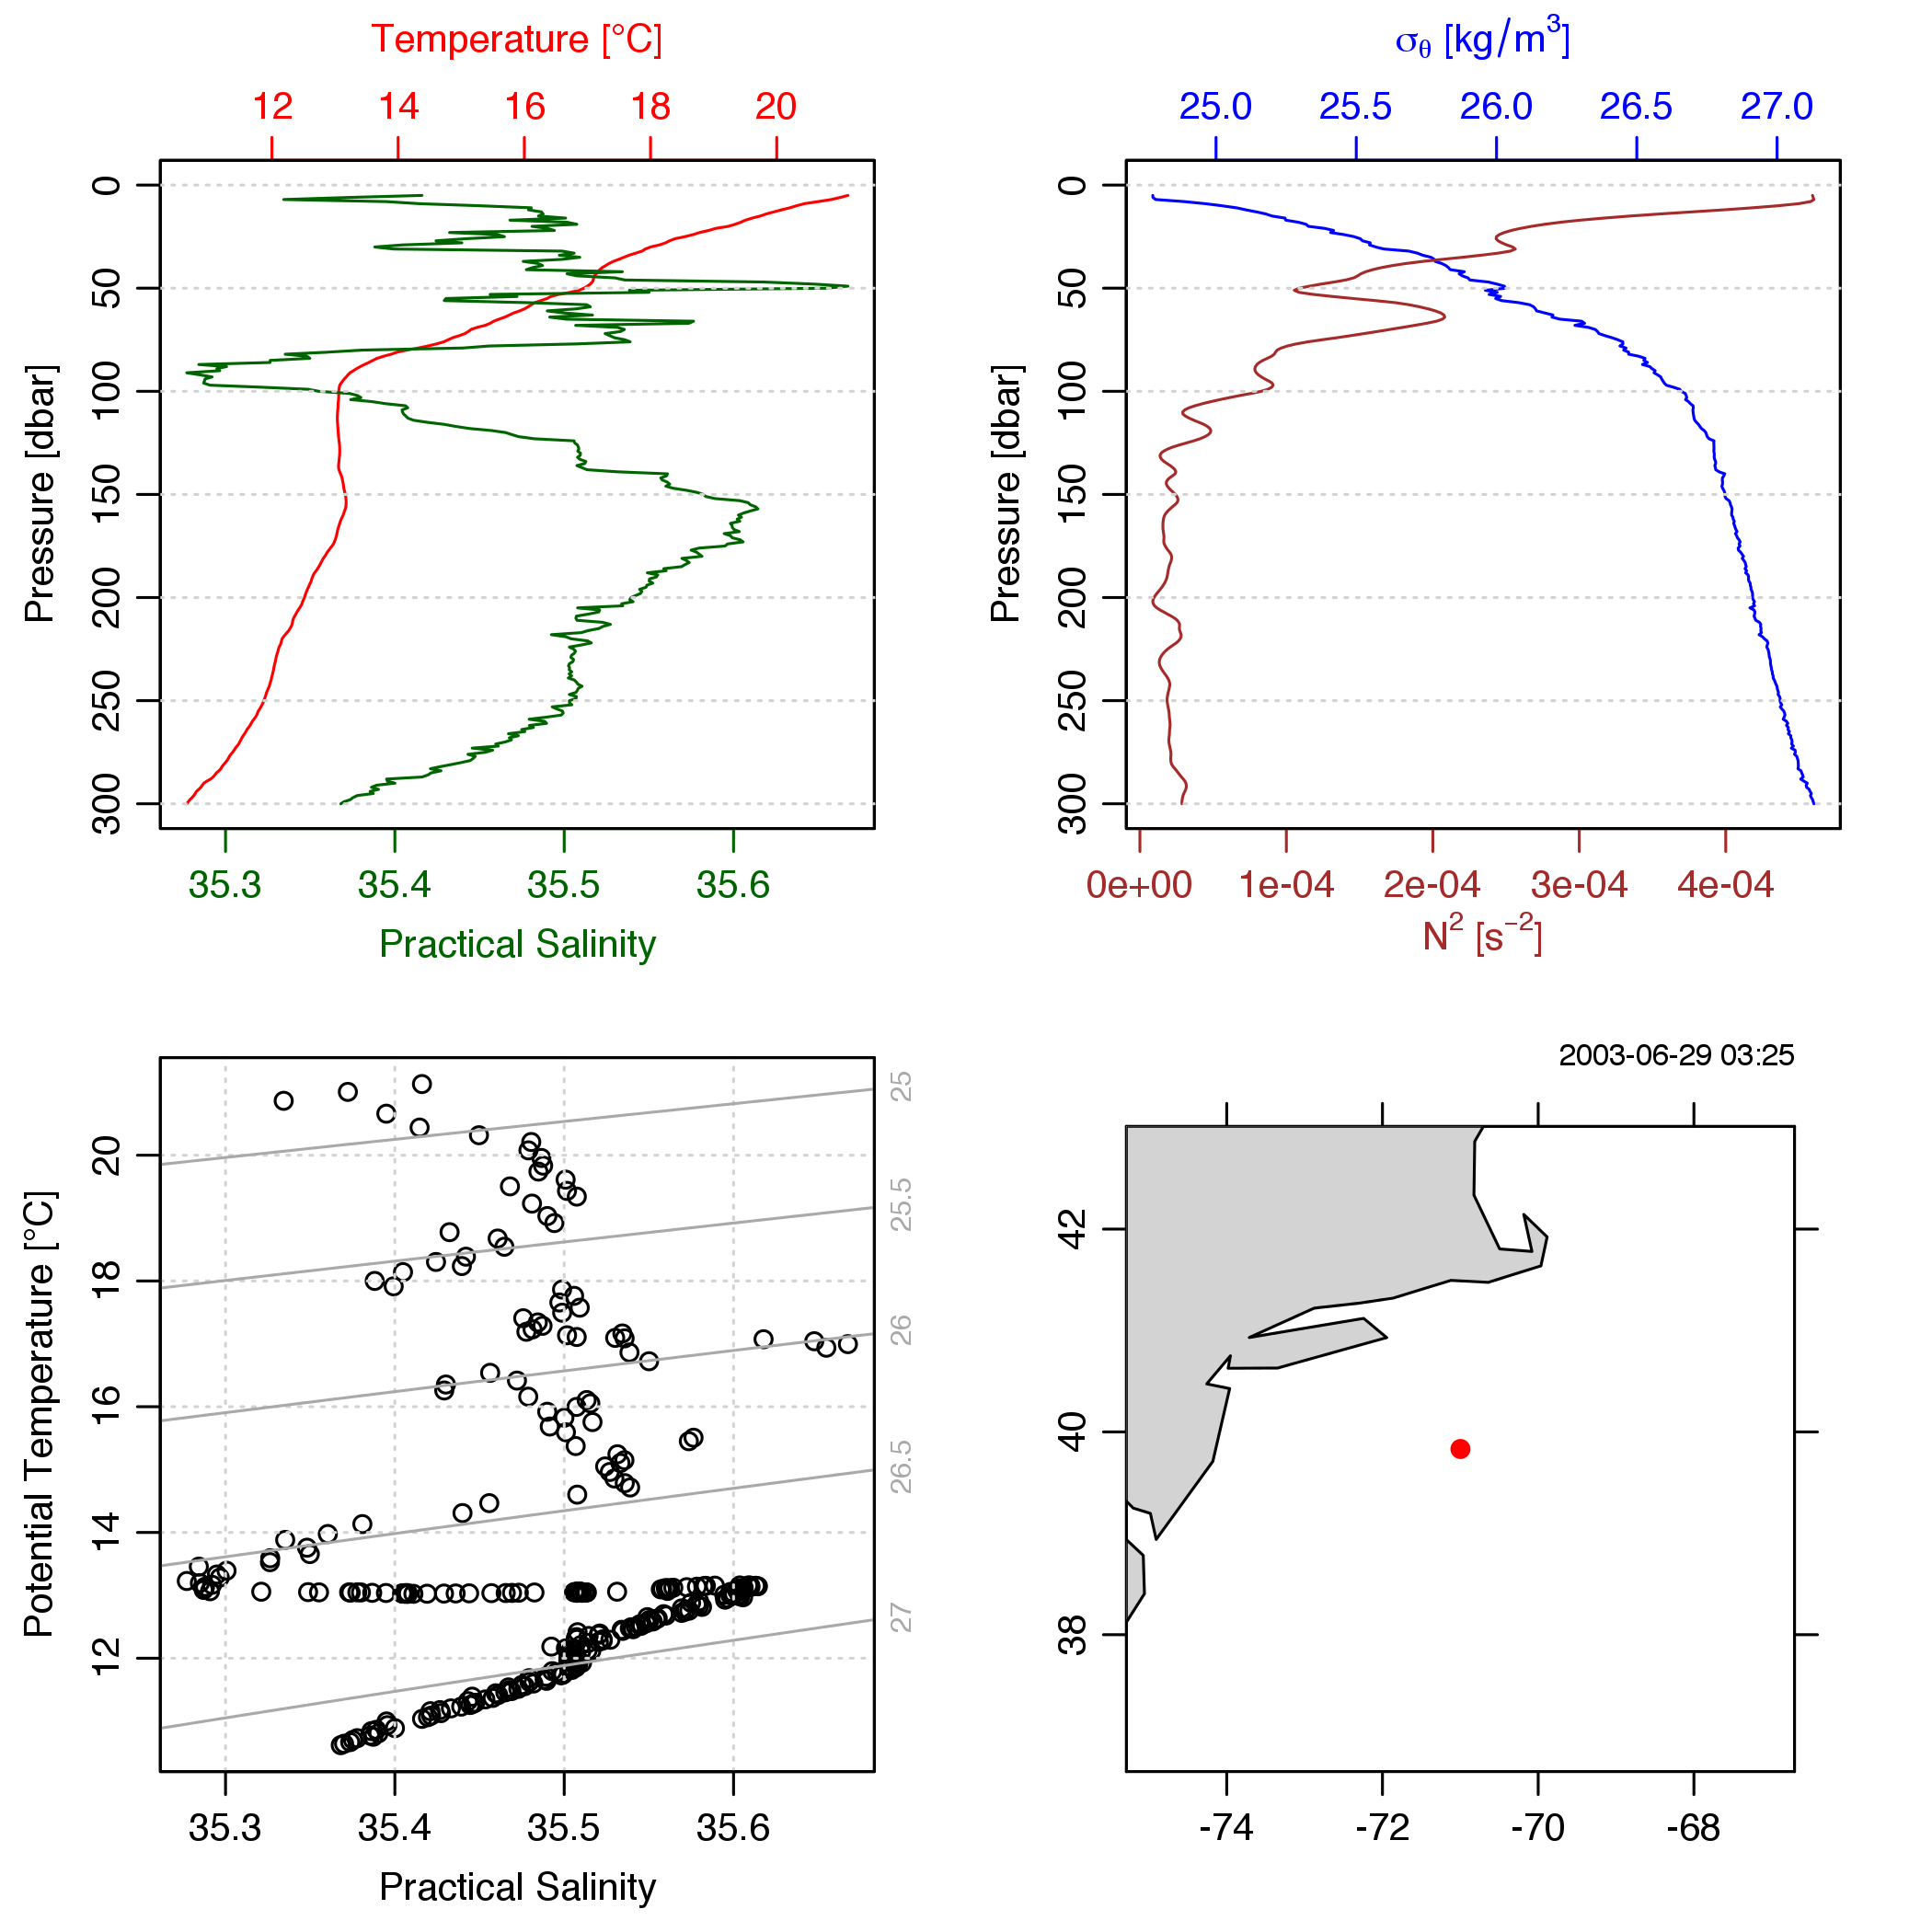 Temperature [°C]
12 14 16 18 20
Pressure [dbar]
0 50 100 150 200 250 300
35.3 35.4 35.5 35.6
Practical Salinity
σθ [kg/m³]
25.0 25.5 26.0 26.5 27.0
Pressure [dbar]
0 50 100 150 200 250 300
0e+00 1e-04 2e-04 3e-04 4e-04
N² [s⁻²]
Potential Temperature [°C]
20 18 16 14 12
25 25.5 26 26.5 27
35.3 35.4 35.5 35.6
Practical Salinity
2003-06-29 03:25
42 40 38
-74 -72 -70 -68